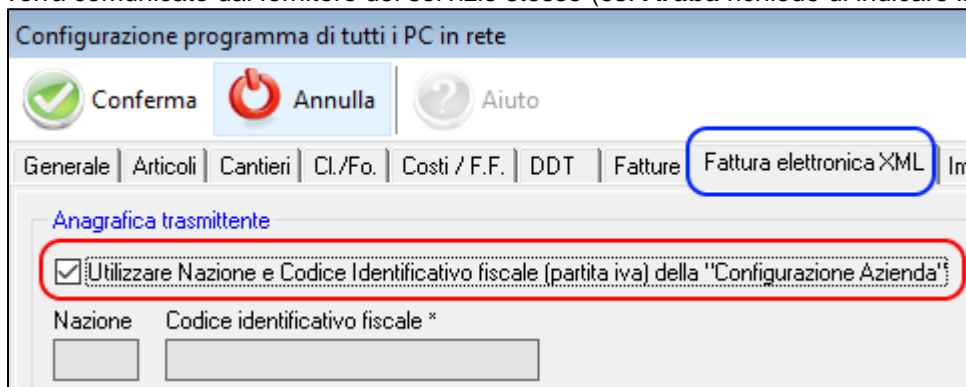 Configurazione programma di tutti i PC in rete
Conferma Annulla Aiuto
Generale Articoli Cantieri Cl./Fo. Costi / F.F. DDT Fatture Fattura elettronica XML
Anagrafica trasmittente
Utilizzare Nazione e Codice Identificativo fiscale (partita iva) della "Configurazione Azienda"
Nazione Codice identificativo fiscale *